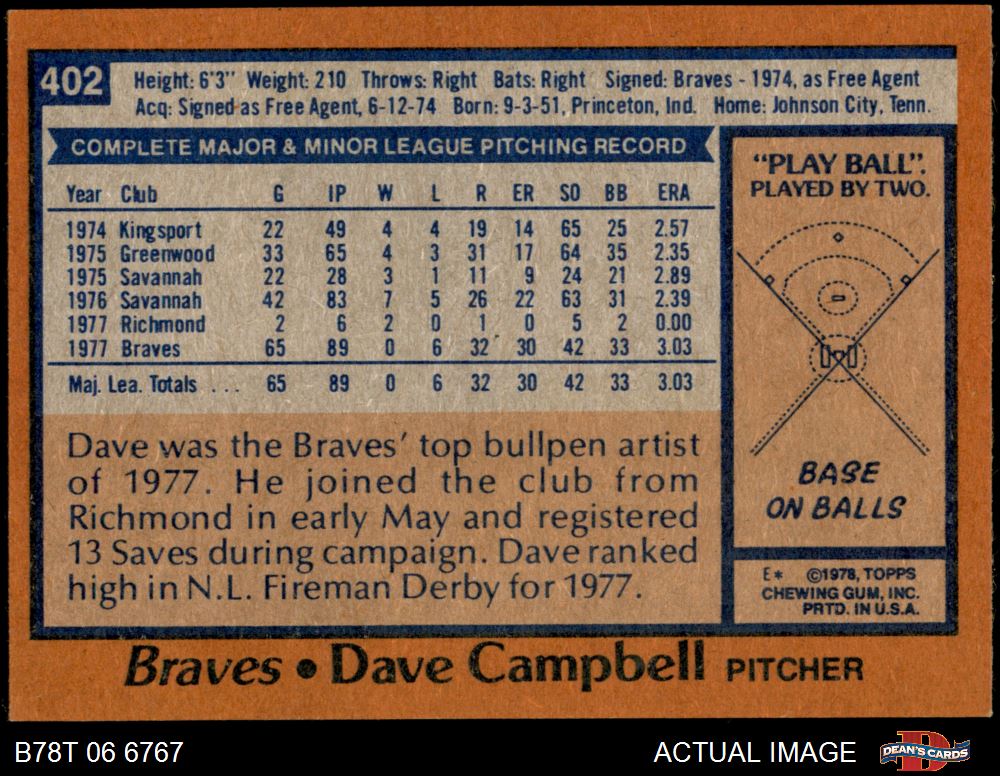 402
Height: 6'3" Weight: 210 Throws: Right Bats: Right Signed: Braves - 1974, as Free Agent
Acq: Signed as Free Agent, 6-12-74 Born: 9-3-51, Princeton, Ind. Home: Johnson City, Tenn.
COMPLETE MAJOR & MINOR LEAGUE PITCHING RECORD
Year Club G IP W L R ER SO BB ERA
1974 Kingsport 22 49 4 4 19 14 65 25 2.57
1975 Greenwood 33 65 4 3 31 17 64 35 2.35
1975 Savannah 22 28 3 1 11 9 24 21 2.89
1976 Savannah 42 83 7 5 26 22 63 31 2.39
1977 Richmond 2 6 2 0 1 0 5 2 0.00
1977 Braves 65 89 0 6 32 30 42 33 3.03
Maj. Lea. Totals ... 65 89 0 6 32 30 42 33 3.03
Dave was the Braves' top bullpen artist
of 1977. He joined the club from
Richmond in early May and registered
13 Saves during campaign. Dave ranked
high in N.L. Fireman Derby for 1977.
"PLAY BALL".
PLAYED BY TWO.
BASE
ON BALLS
E* ©1978, TOPPS
CHEWING GUM, INC.
PRTD. IN U.S.A.
Braves • Dave Campbell PITCHER
B78T 06 6767
ACTUAL IMAGE
DEAN'S CARDS